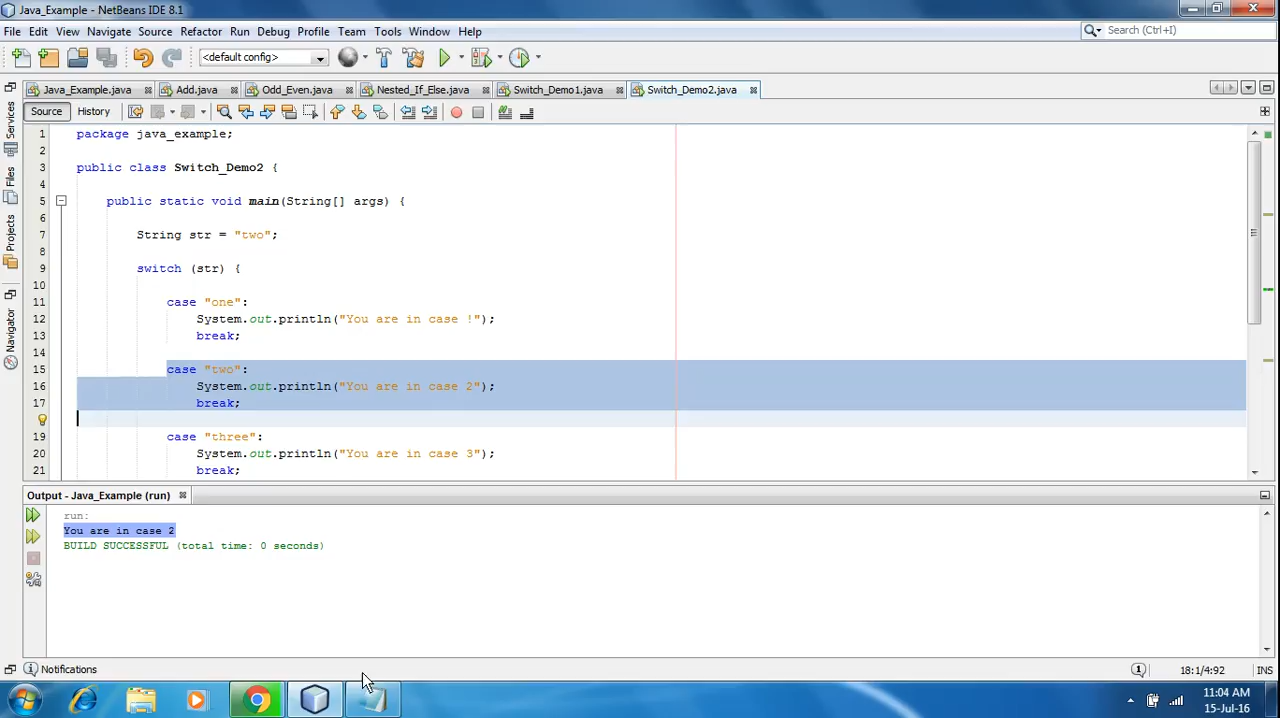 Java_Example - NetBeans IDE 8.1
File Edit View Navigate Source Refactor Run Debug Profile Team Tools Window Help
Search (Ctrl+I)
<default config>
Java_Example.java Add.java Odd_Even.java Nested_If_Else.java Switch_Demo1.java Switch_Demo2.java
Source History
Services
Files
Projects
Navigator
1 package java_example;
2
3 public class Switch_Demo2 {
4
5 public static void main(String[] args) {
6
7 String str = "two";
8
9 switch (str) {
10
11 case "one":
12 System.out.println("You are in case !");
13 break;
14
15 case "two":
16 System.out.println("You are in case 2");
17 break;
19 case "three":
20 System.out.println("You are in case 3");
21 break;
Output - Java_Example (run)
run:
You are in case 2
BUILD SUCCESSFUL (total time: 0 seconds)
Notifications
18:1/4:92 INS
11:04 AM
15-Jul-16